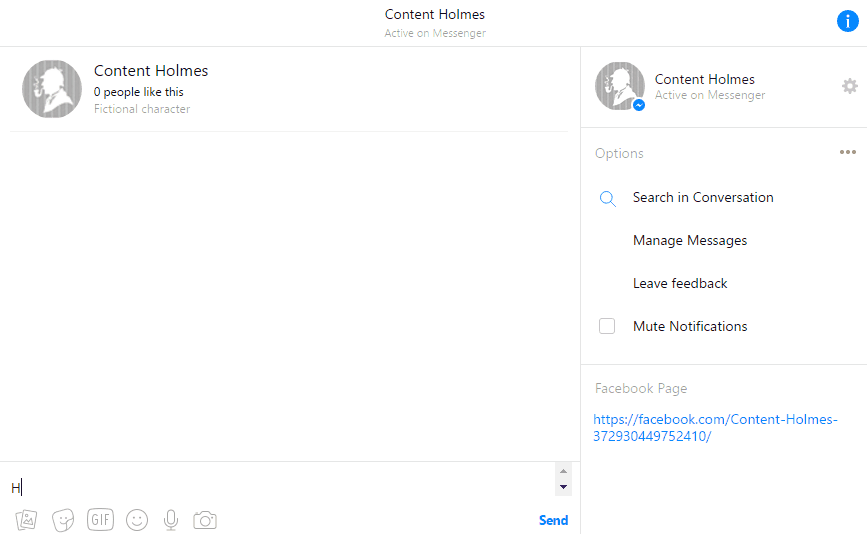 Content Holmes
Active on Messenger
Content Holmes
0 people like this
Fictional character
H
GIF
Send
Content Holmes
Active on Messenger
Options
Search in Conversation
Manage Messages
Leave feedback
Mute Notifications
Facebook Page
https://facebook.com/Content-Holmes-
372930449752410/